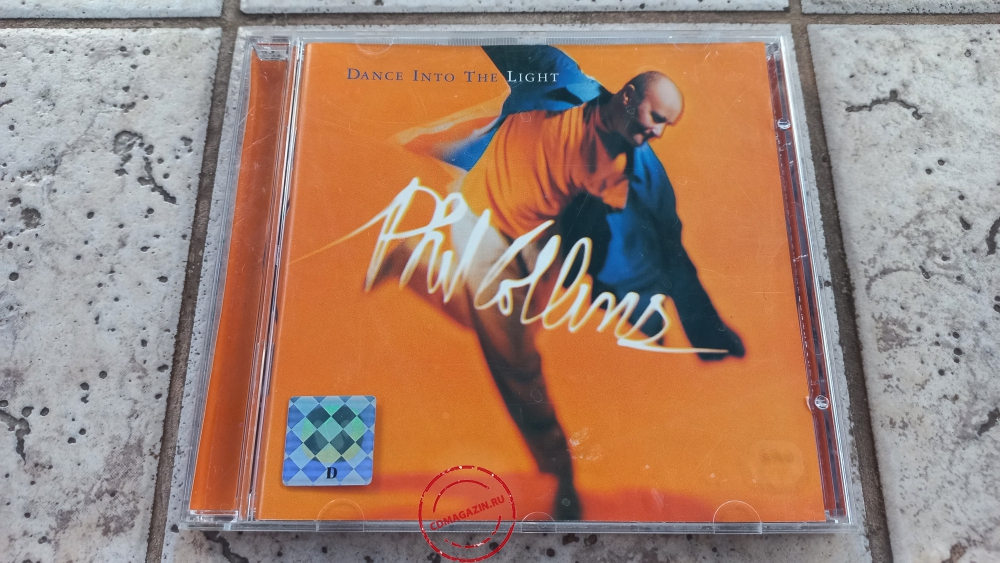 Dance Into The Light
Phil Collins
D
CDMAGAZIN.RU